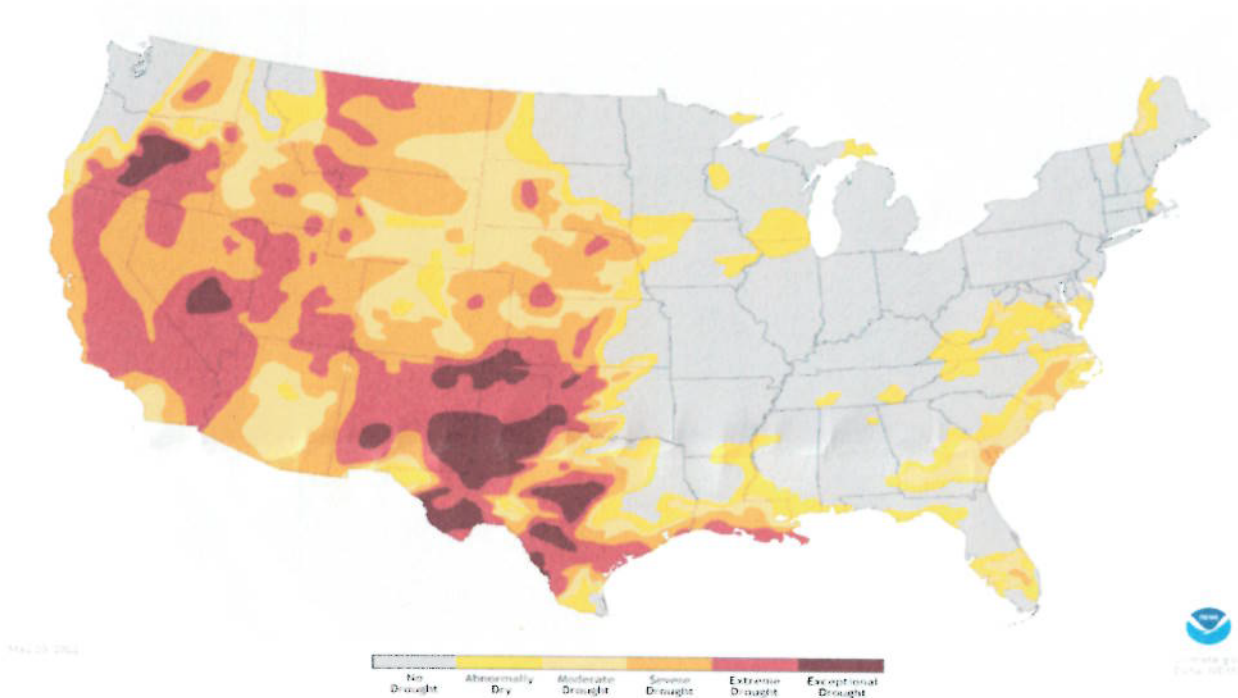 No
Drought
Abnormally
Dry
Moderate
Drought
Severe
Drought
Extreme
Drought
Exceptional
Drought